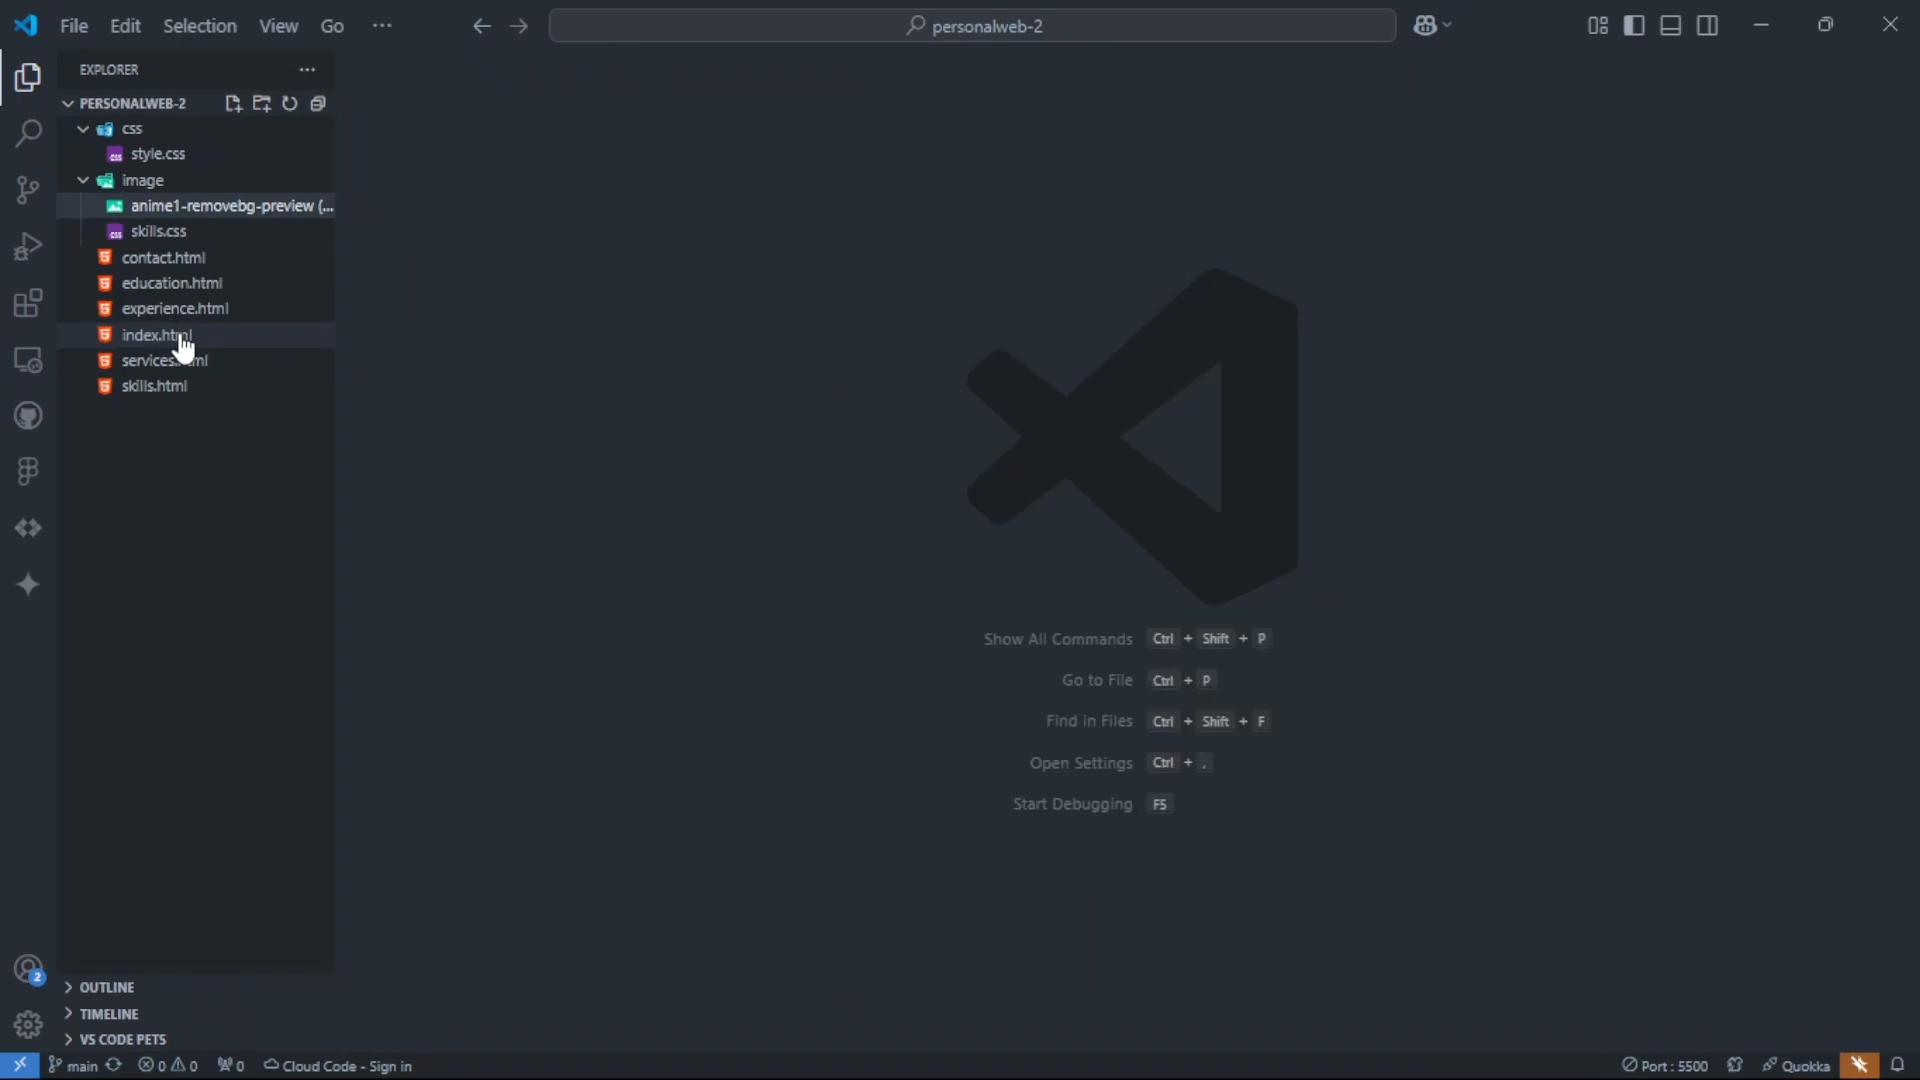 File Edit Selection View Go ···
personalweb-2
EXPLORER ···
PERSONALWEB-2
css
style.css
image
anime1-removebg-preview (...
skills.css
contact.html
education.html
experience.html
index.html
services.html
skills.html
Show All Commands Ctrl + Shift + P
Go to File Ctrl + P
Find in Files Ctrl + Shift + F
Open Settings Ctrl + ,
Start Debugging F5
2
OUTLINE
TIMELINE
VS CODE PETS
main 0 0 0 Cloud Code - Sign in Port : 5500 Quokka